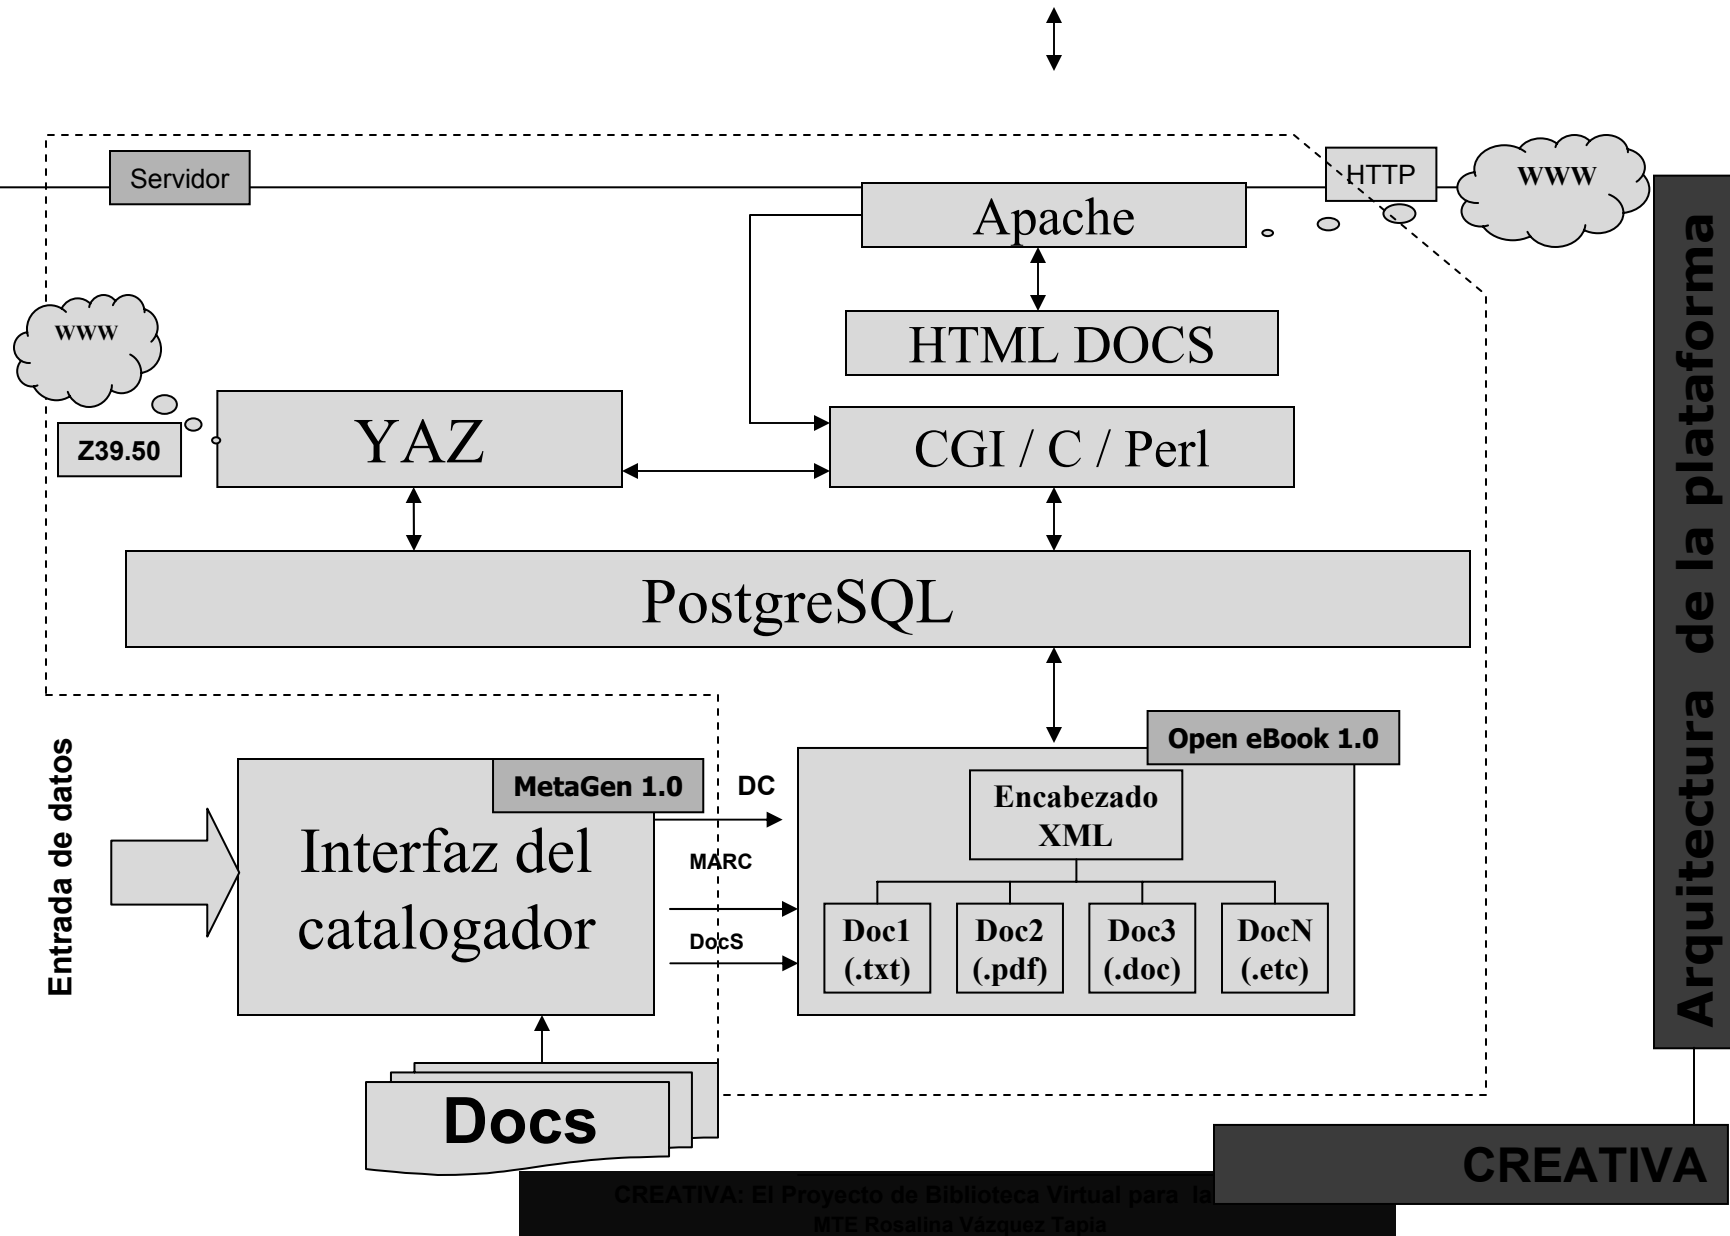 Servidor
HTTP
WWW
Apache
HTML DOCS
WWW
Z39.50
YAZ
CGI / C / Perl
PostgreSQL
Arquitectura de la plataforma
Entrada de datos
MetaGen 1.0
Interfaz del
catalogador
DC
MARC
DocS
Open eBook 1.0
Encabezado
XML
Doc1
(.txt)
Doc2
(.pdf)
Doc3
(.doc)
DocN
(.etc)
Docs
CREATIVA
CREATIVA: El Proyecto de Biblioteca Virtual para la
MTE Rosalina Vázquez Tapia